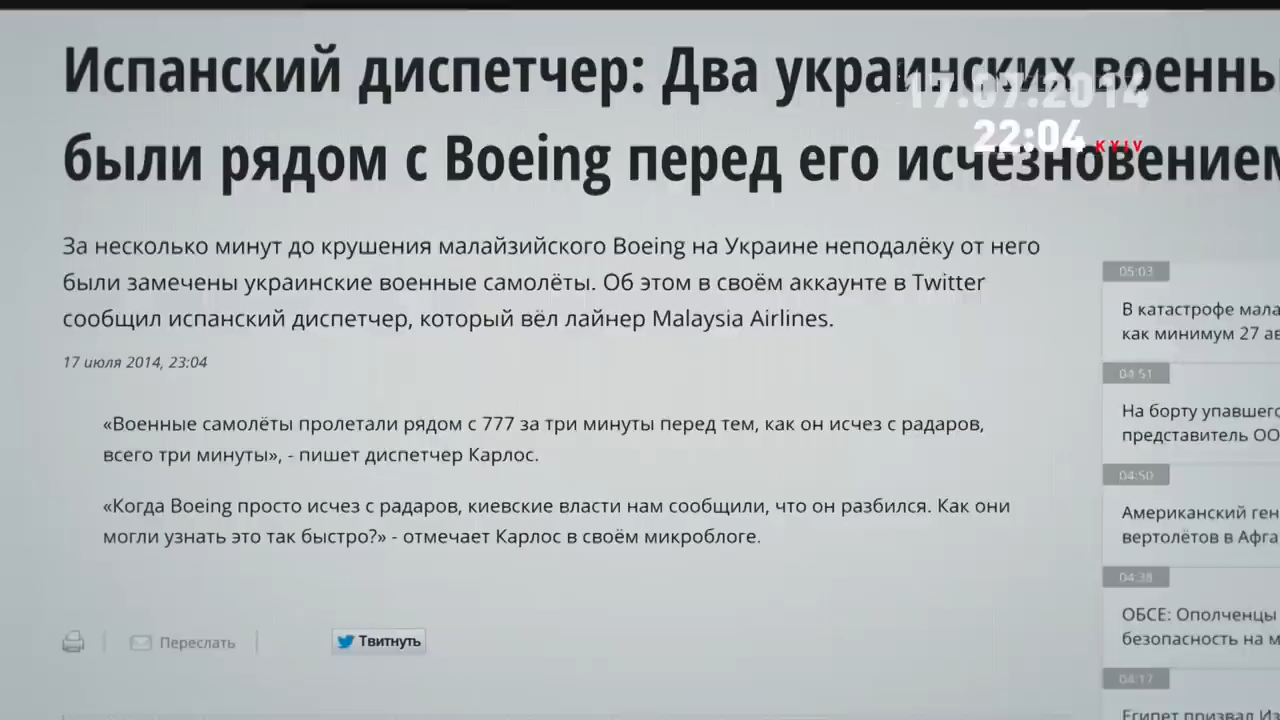 Испанский диспетчер: Два украинских военны
были рядом с Boeing перед его исчезновением
17.07.2014
22:04 KYIV
За несколько минут до крушения малайзийского Boeing на Украине неподалёку от него
были замечены украинские военные самолёты. Об этом в своём аккаунте в Twitter
сообщил испанский диспетчер, который вёл лайнер Malaysia Airlines.
17 июля 2014, 23:04
«Военные самолёты пролетали рядом с 777 за три минуты перед тем, как он исчез с радаров,
всего три минуты», - пишет диспетчер Карлос.
«Когда Boeing просто исчез с радаров, киевские власти нам сообщили, что он разбился. Как они
могли узнать это так быстро?» - отмечает Карлос в своём микроблоге.
Переслать
Твитнуть
05:03
В катастрофе мала
как минимум 27 ав
04:51
На борту упавшего
представитель ОО
04:50
Американский ген
вертолётов в Афга
04:38
ОБСЕ: Ополченцы
безопасность на м
04:17
Египет призвал Из